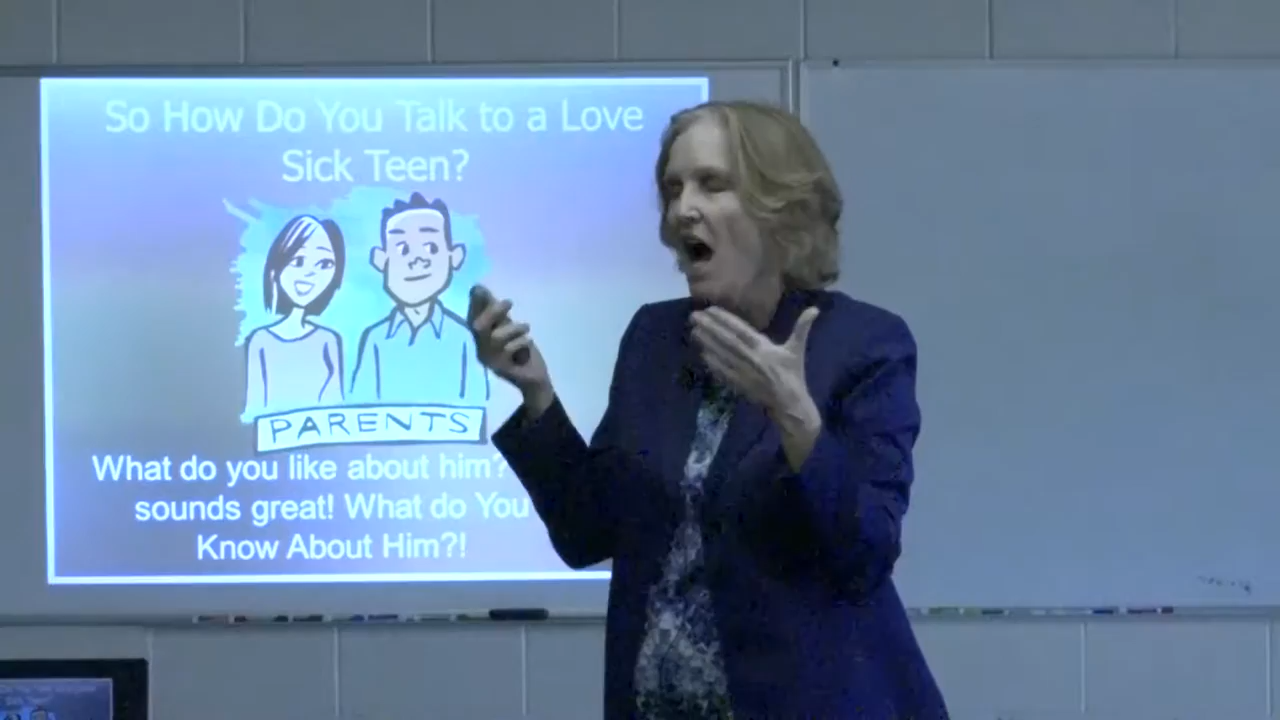 So How Do You Talk to a Love
Sick Teen?
PARENTS
What do you like about him?
sounds great! What do You
Know About Him?!